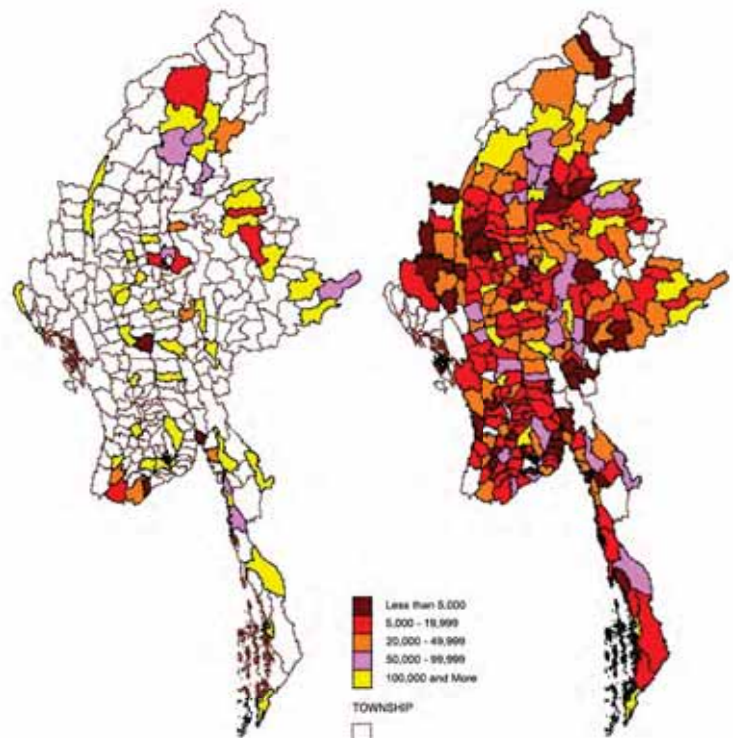 Less than 5,000
5,000 - 19,999
20,000 - 49,999
50,000 - 99,999
100,000 and More
TOWNSHIP